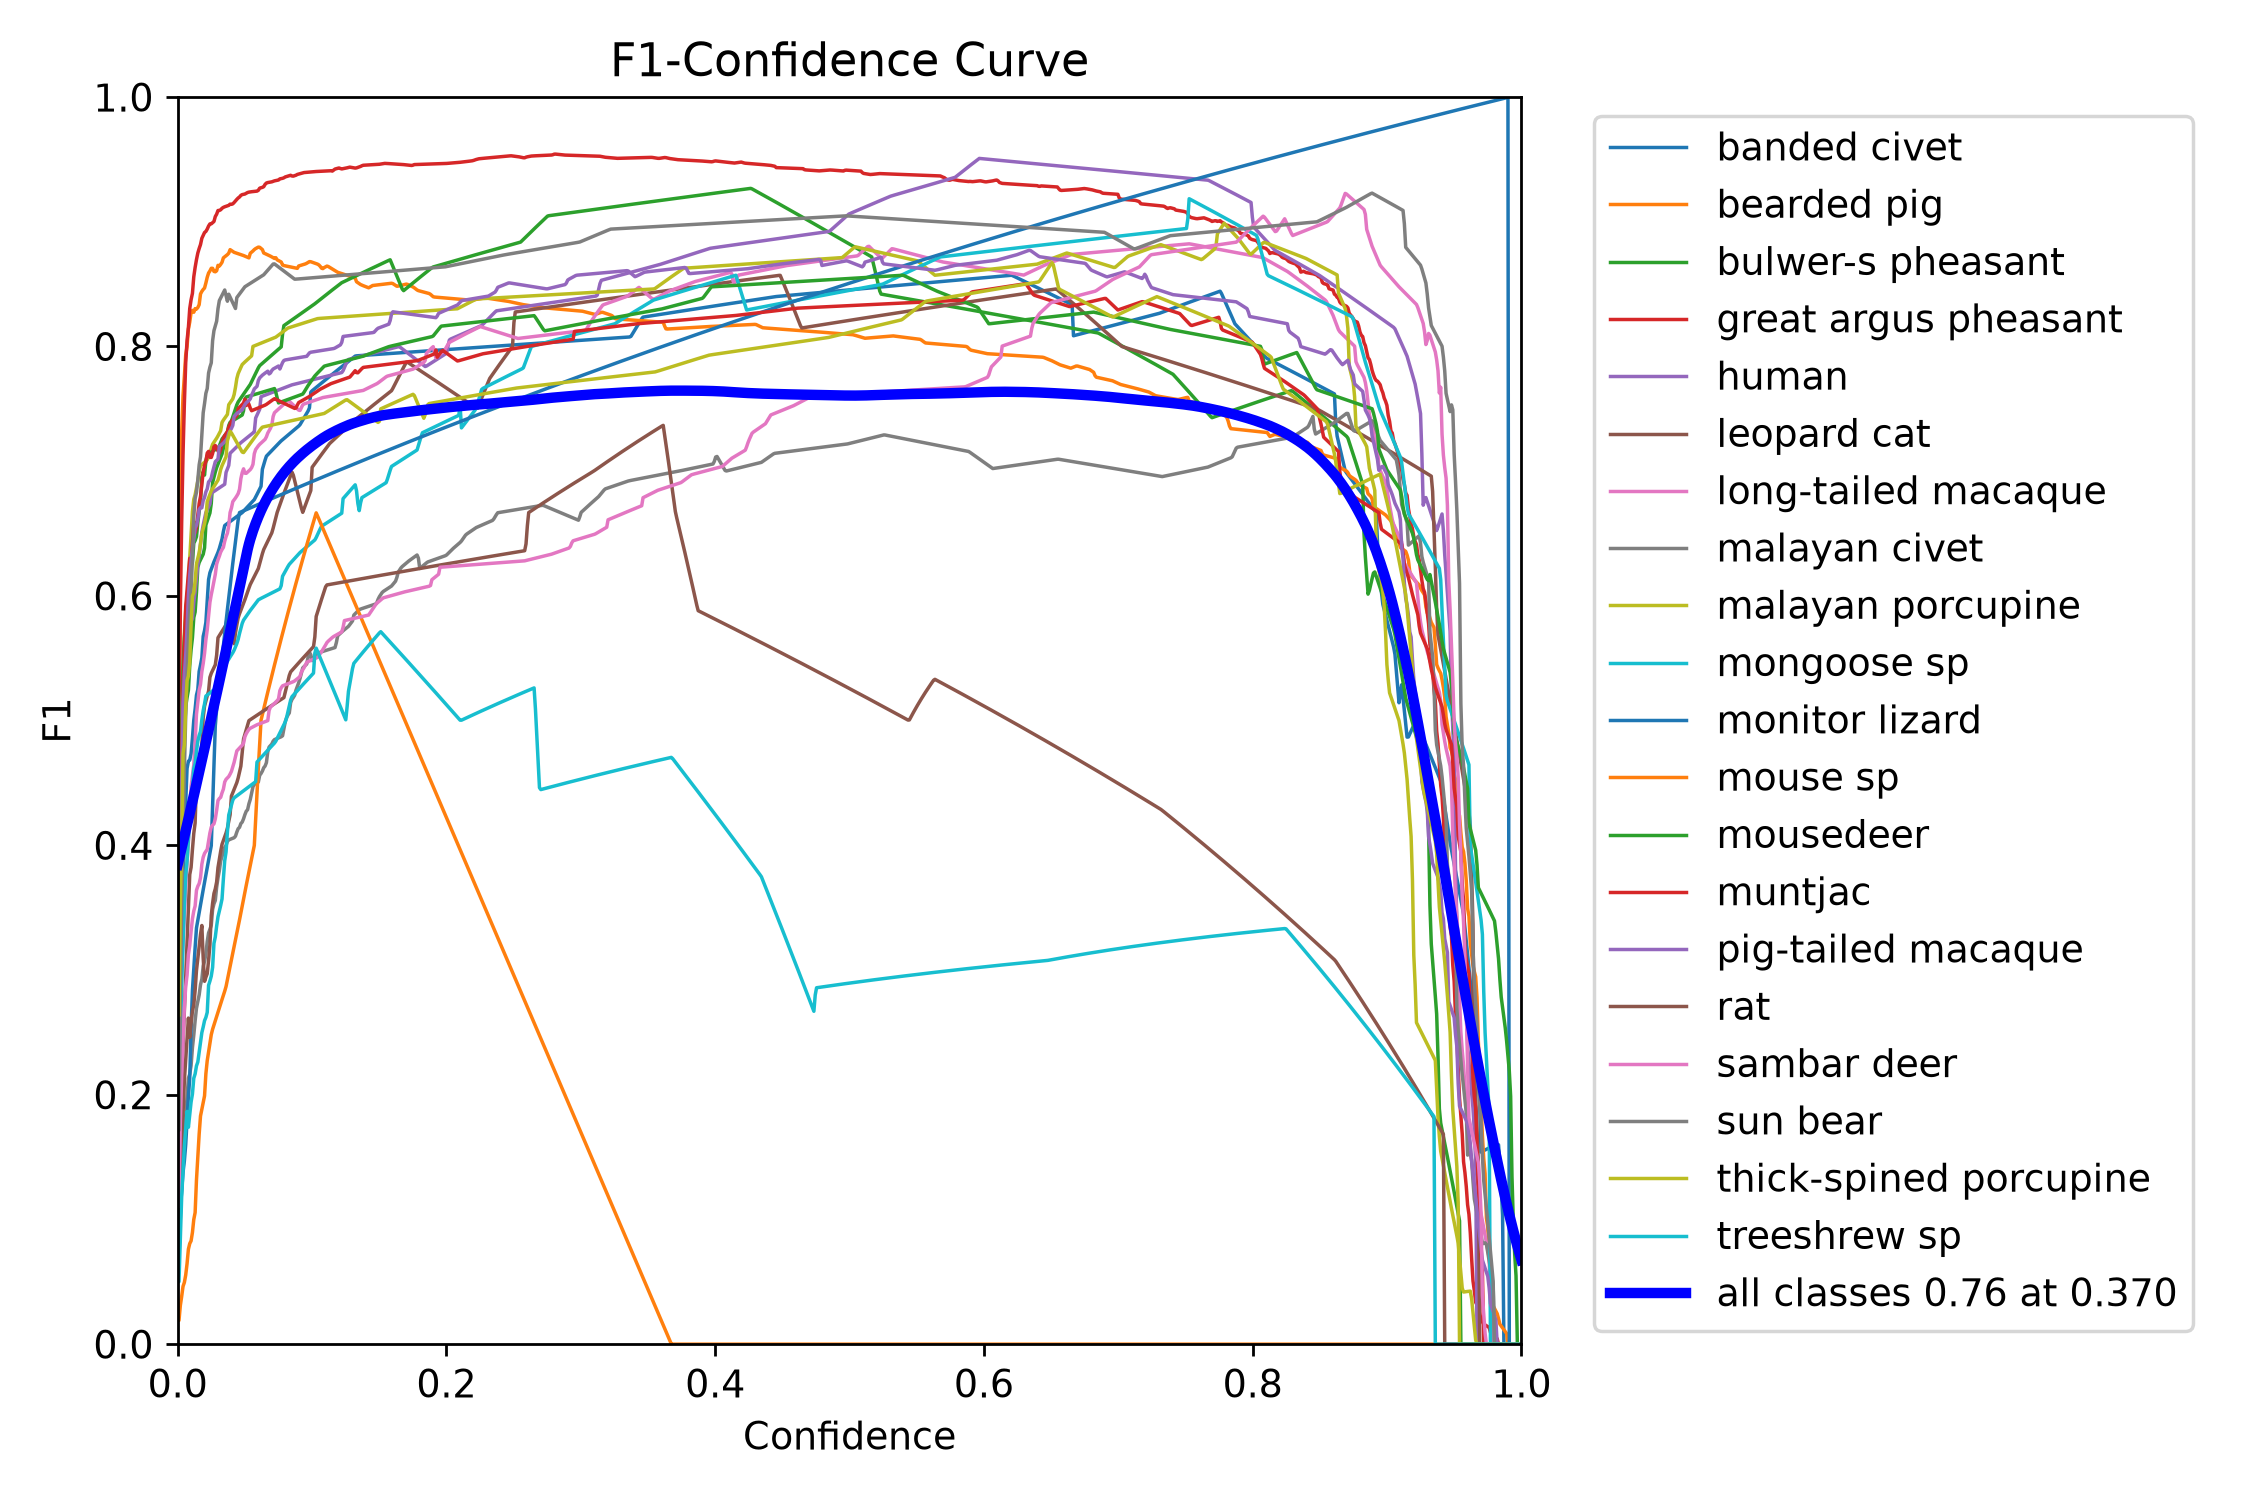 F1-Confidence Curve
F1
1.0
0.8
0.6
0.4
0.2
0.0
0.0 0.2 0.4 0.6 0.8 1.0
Confidence
banded civet
bearded pig
bulwer-s pheasant
great argus pheasant
human
leopard cat
long-tailed macaque
malayan civet
malayan porcupine
mongoose sp
monitor lizard
mouse sp
mousedeer
muntjac
pig-tailed macaque
rat
sambar deer
sun bear
thick-spined porcupine
treeshrew sp
all classes 0.76 at 0.370